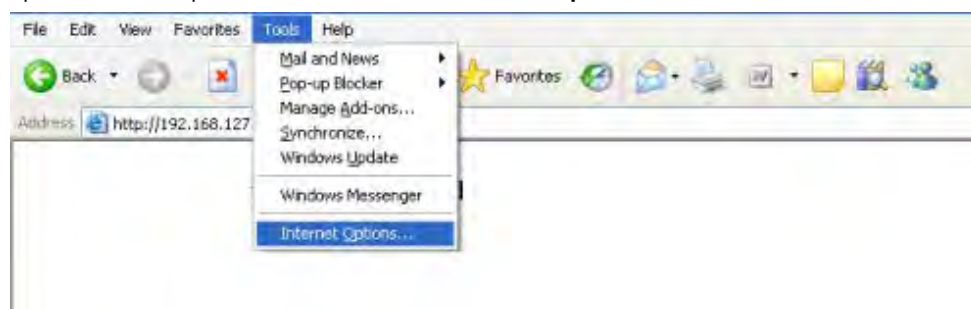 File Edit View Favorites Tools Help
Back Favorites
Address http://192.168.127
Mail and News
Pop-up Blocker
Manage Add-ons...
Synchronize...
Windows Update
Windows Messenger
Internet Options...